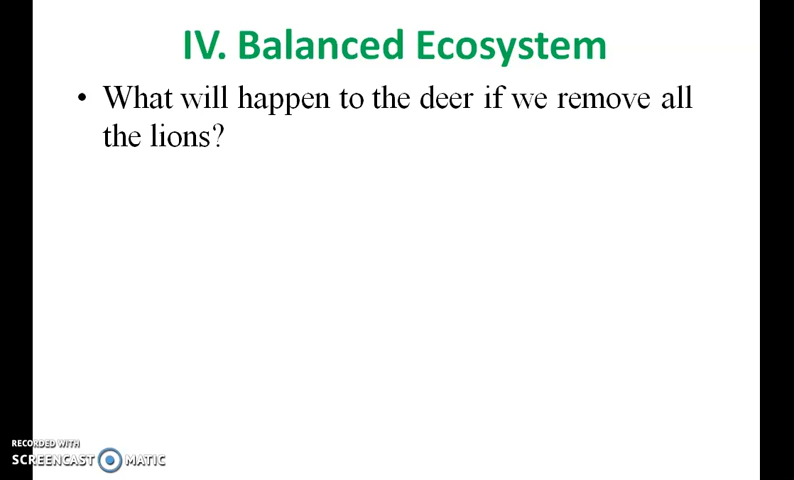 IV. Balanced Ecosystem
• What will happen to the deer if we remove all
the lions?
RECORDED WITH
SCREENCAST MATIC